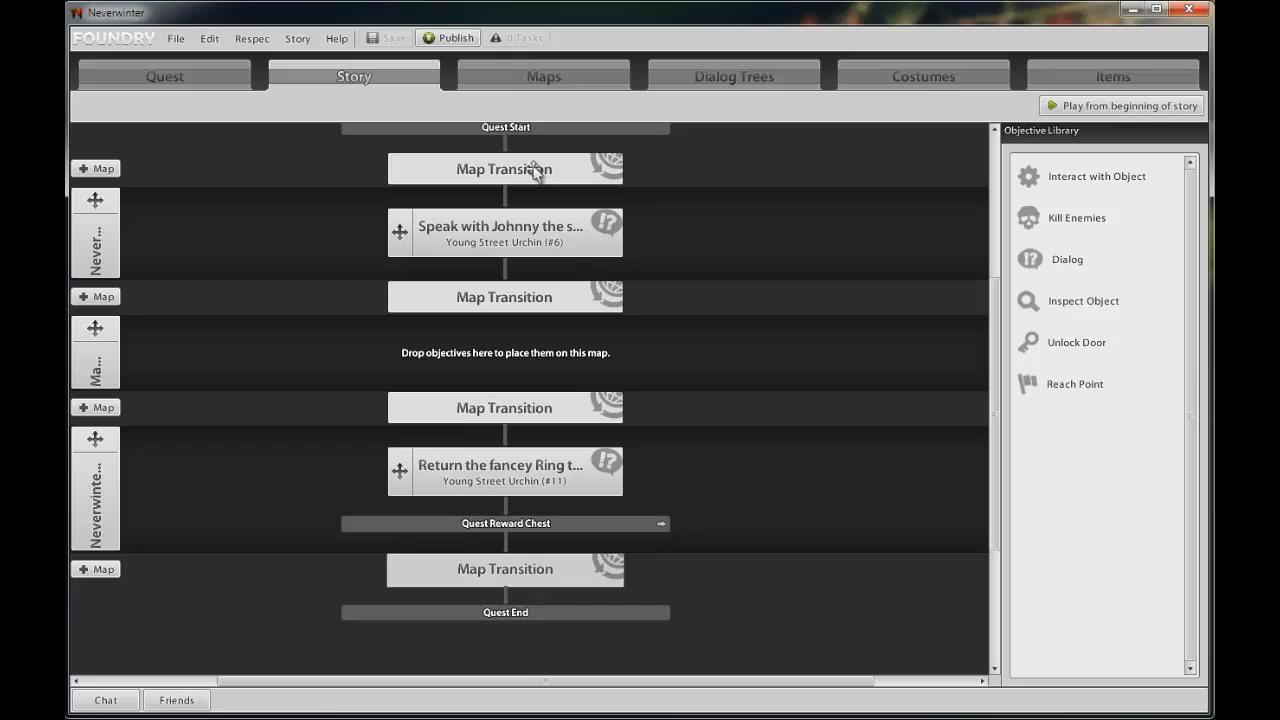 Neverwinter
FOUNDRY File Edit Respec Story Help Save Publish 0 Tasks
Quest Story Maps Dialog Trees Costumes Items
Play from beginning of story
Quest Start
Objective Library
Map
Map Transition
Interact with Object
Never...
Speak with Johnny the s...
Young Street Urchin (#6)
Kill Enemies
Dialog
Map
Map Transition
Inspect Object
Ma...
Drop objectives here to place them on this map.
Unlock Door
Reach Point
Map
Map Transition
Neverwinte...
Return the fancey Ring t...
Young Street Urchin (#11)
Quest Reward Chest
Map
Map Transition
Quest End
Chat Friends